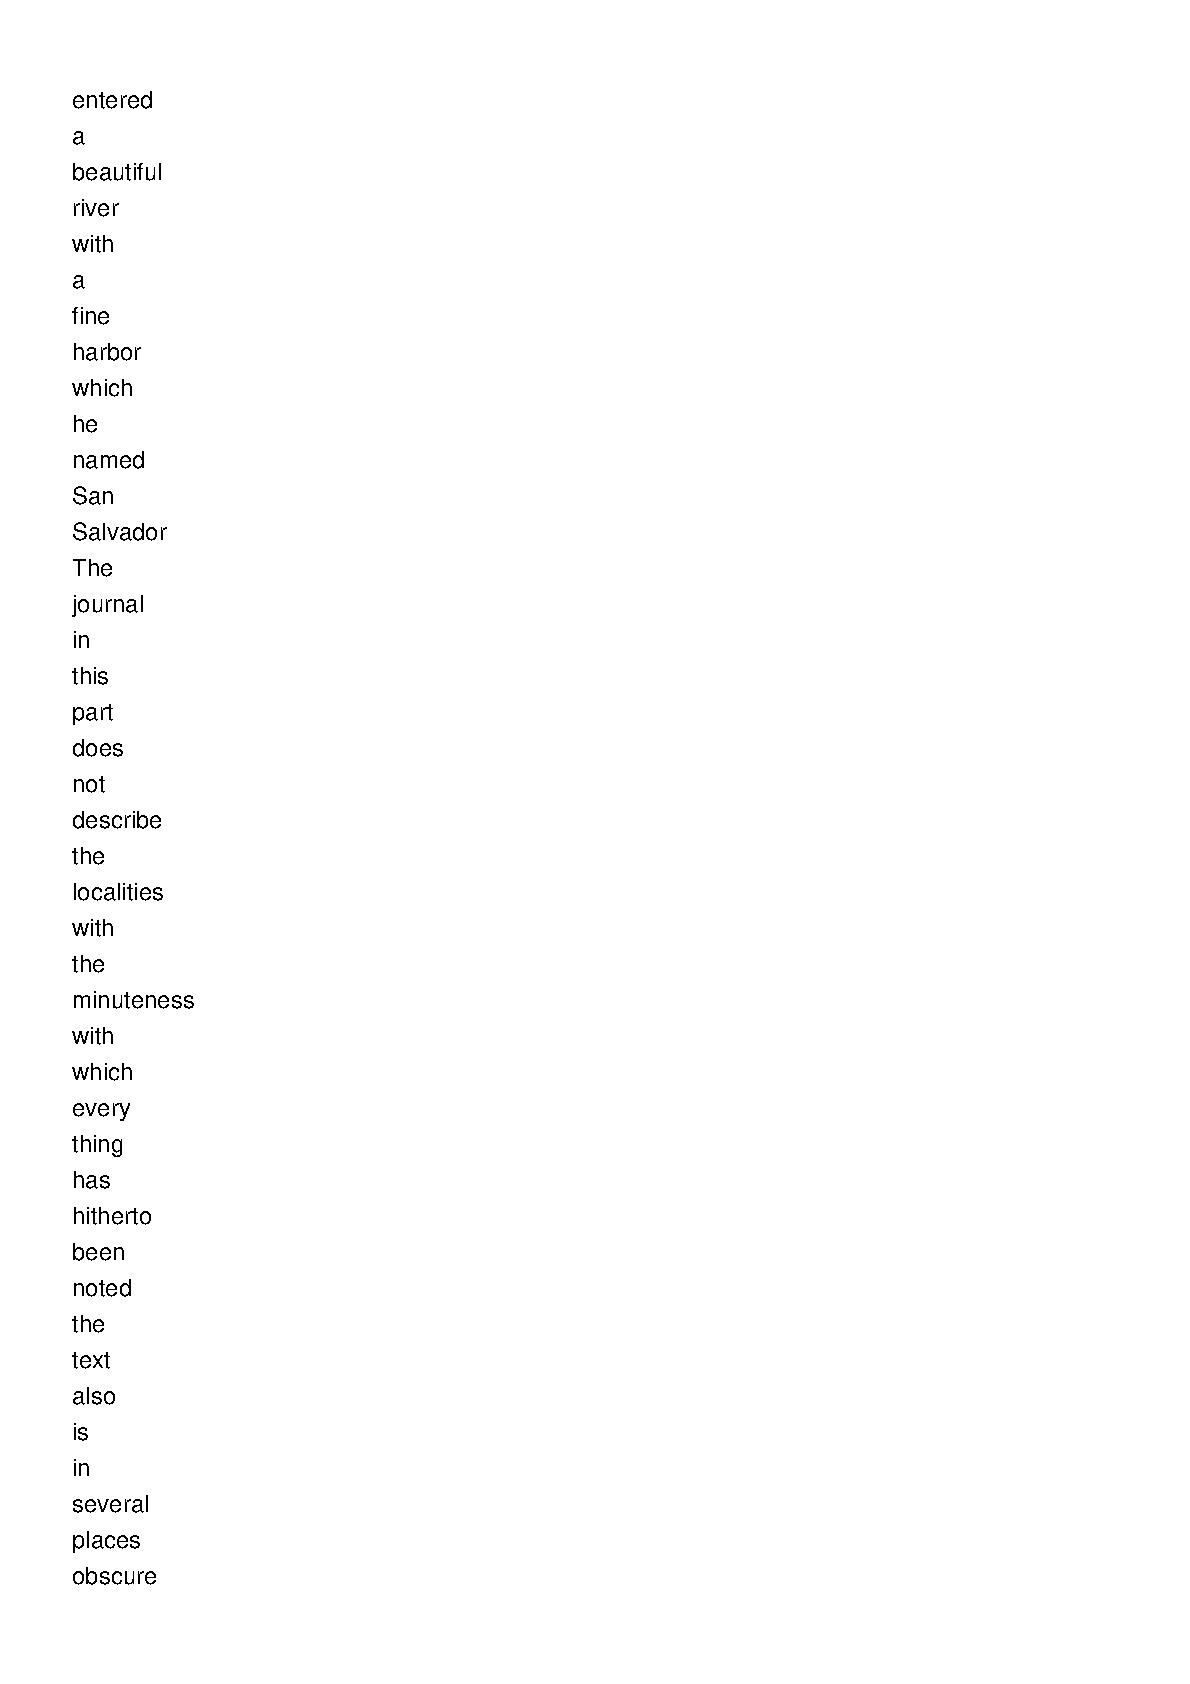 entered
a
beautiful
river
with
a
fine
harbor
which
he
named
San
Salvador
The
journal
in
this
part
does
not
describe
the
localities
with
the
minuteness
with
which
every
thing
has
hitherto
been
noted
the
text
also
is
in
several
places
obscure